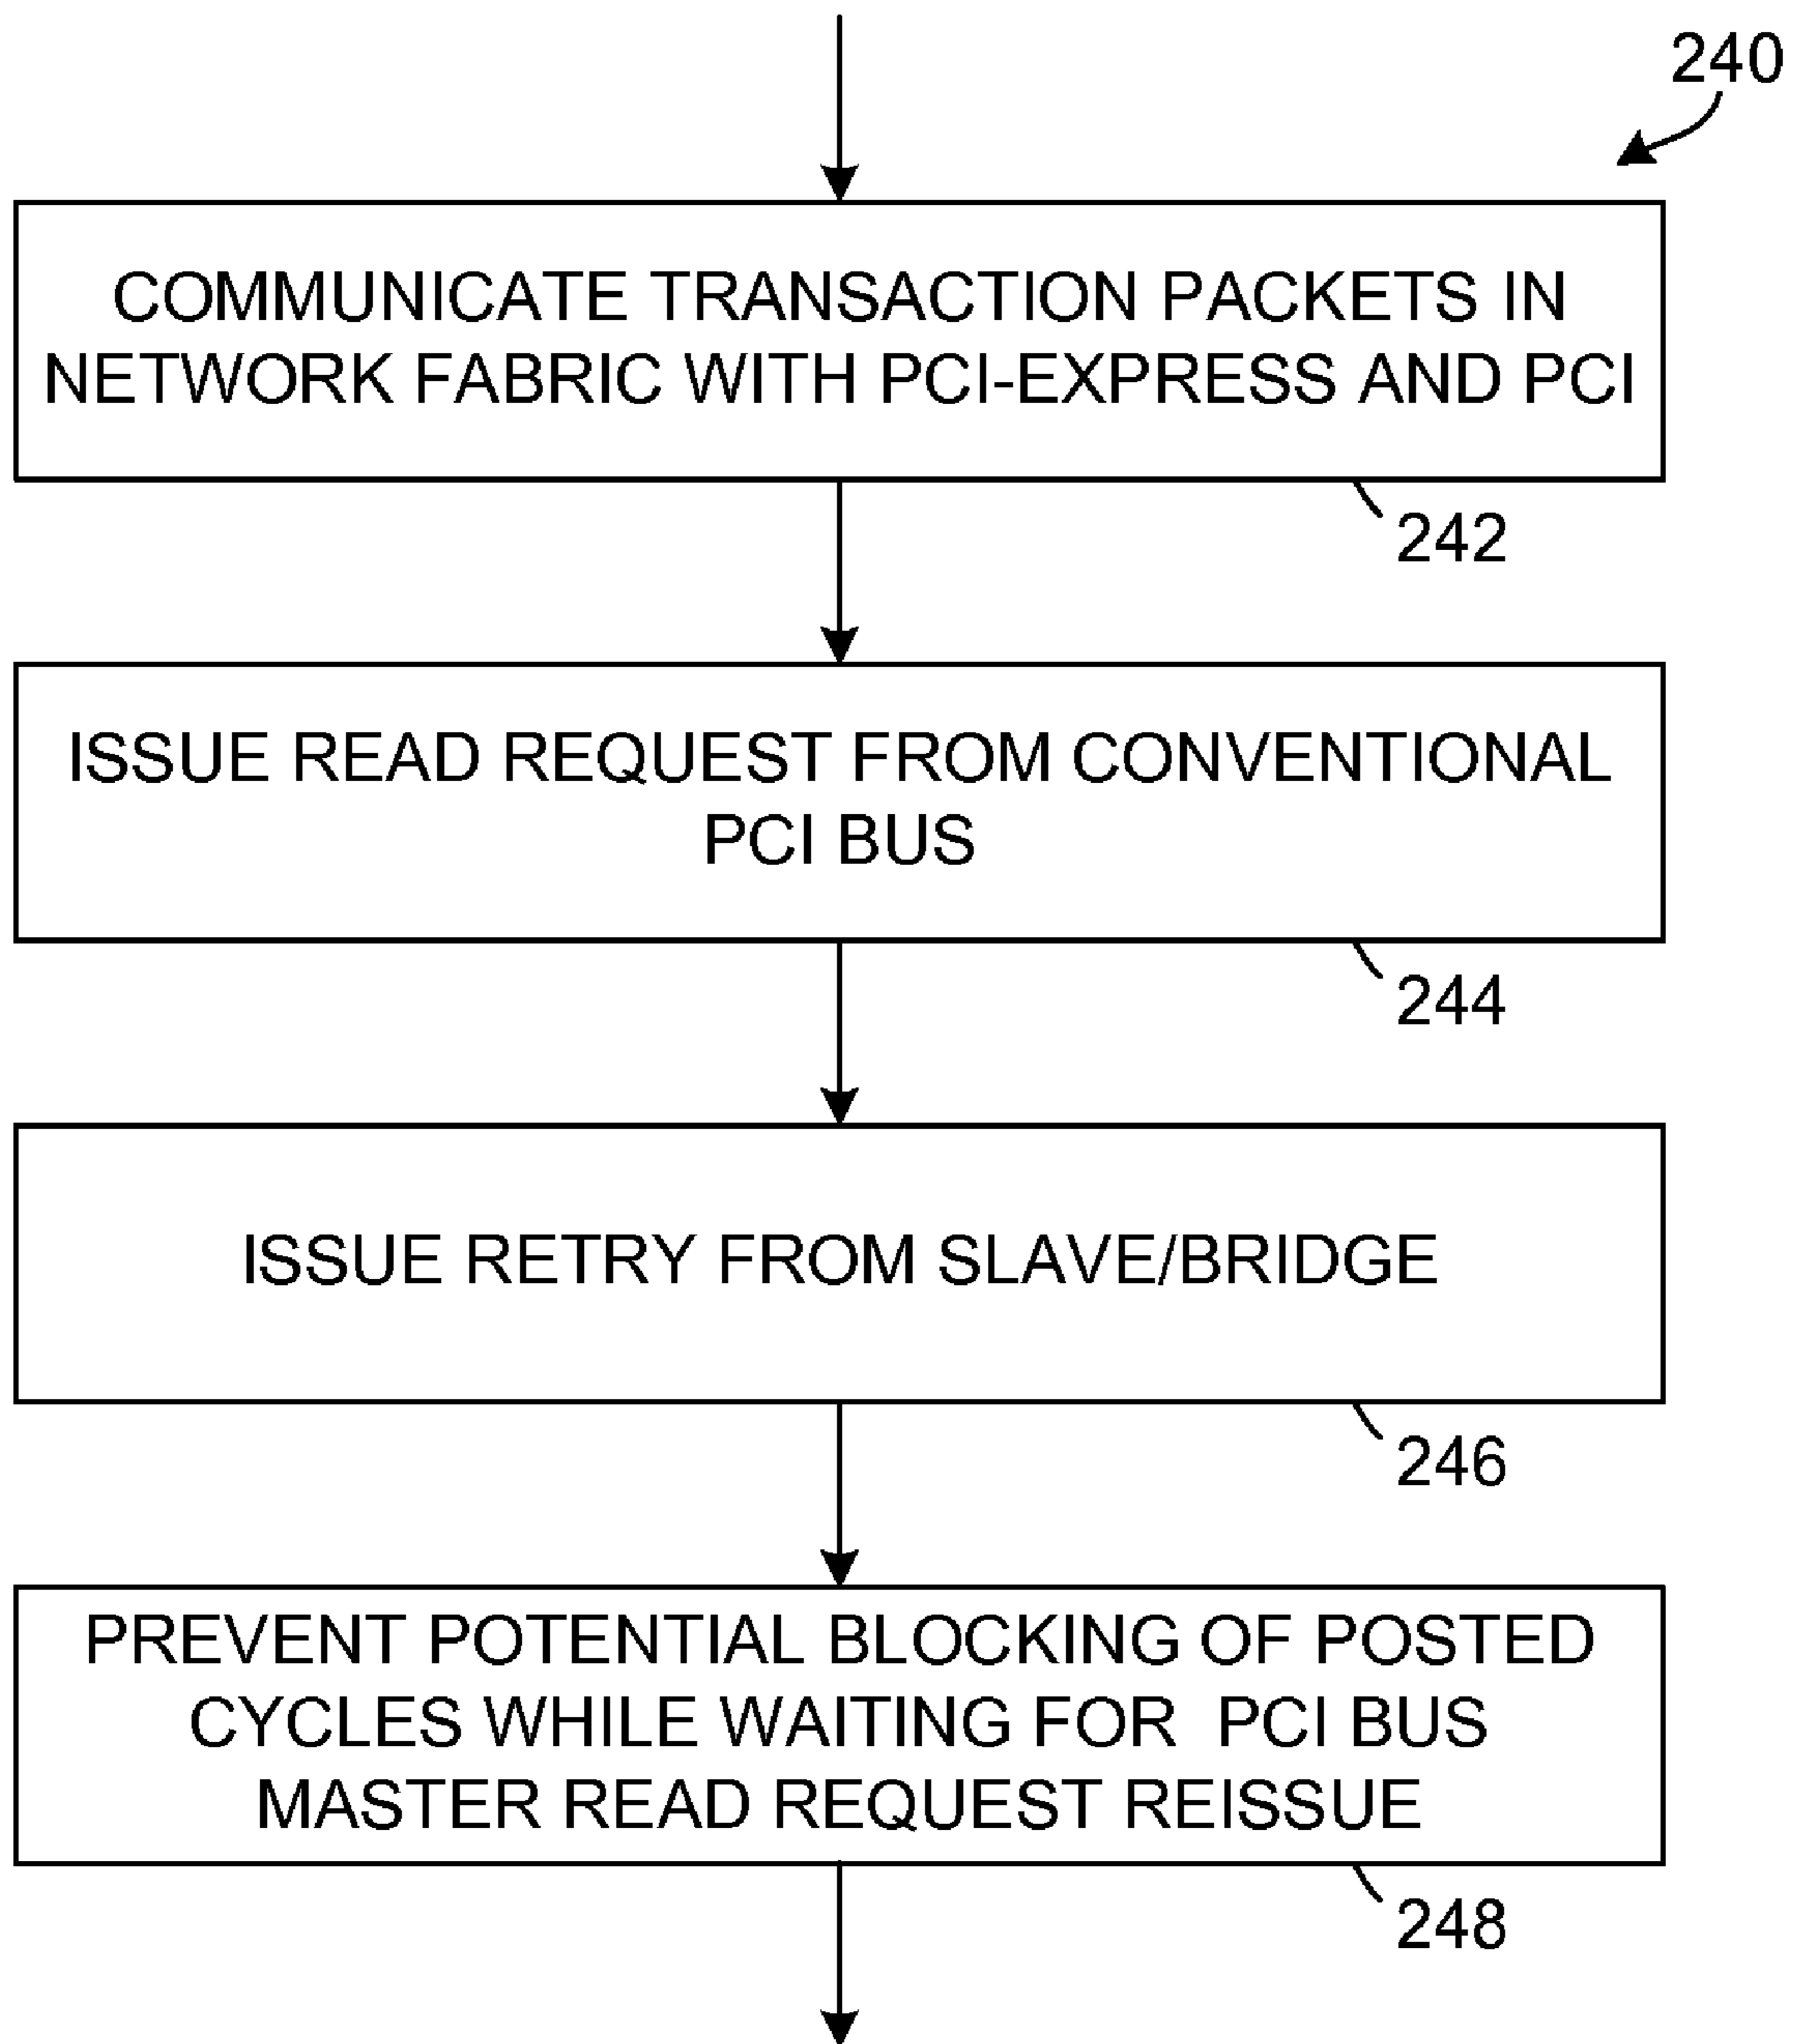 240
COMMUNICATE TRANSACTION PACKETS IN
NETWORK FABRIC WITH PCI-EXPRESS AND PCI
242
ISSUE READ REQUEST FROM CONVENTIONAL
PCI BUS
244
ISSUE RETRY FROM SLAVE/BRIDGE
246
PREVENT POTENTIAL BLOCKING OF POSTED
CYCLES WHILE WAITING FOR PCI BUS
MASTER READ REQUEST REISSUE
248